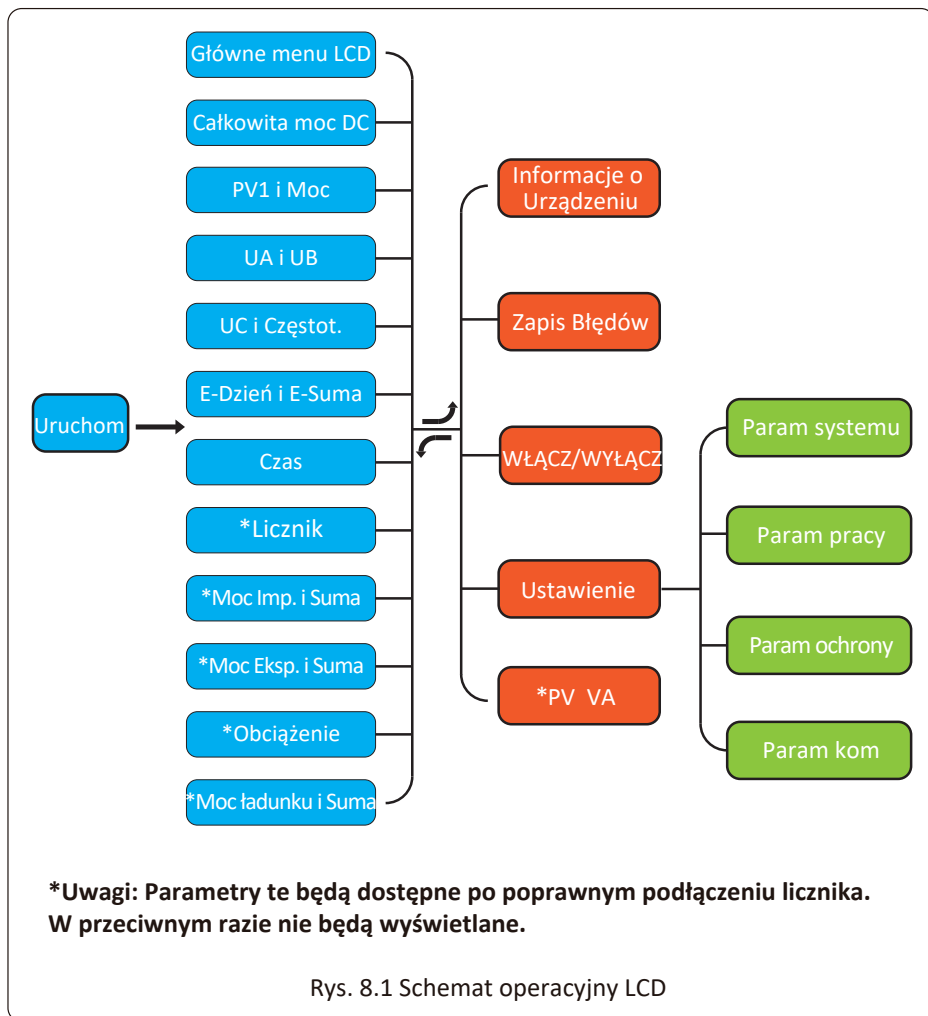 Główne menu LCD
Całkowita moc DC
PV1 i Moc
UA i UB
UC i Częstot.
E-Dzień i E-Suma
Uruchom
Czas
*Licznik
*Moc Imp. i Suma
*Moc Eksp. i Suma
*Obciążenie
*Moc ładunku i Suma
Informacje o
Urządzeniu
Zapis Błędów
WŁĄCZ/WYŁĄCZ
Ustawienie
*PV VA
Param systemu
Param pracy
Param ochrony
Param kom
*Uwagi: Parametry te będą dostępne po poprawnym podłączeniu licznika.
W przeciwnym razie nie będą wyświetlane.
Rys. 8.1 Schemat operacyjny LCD